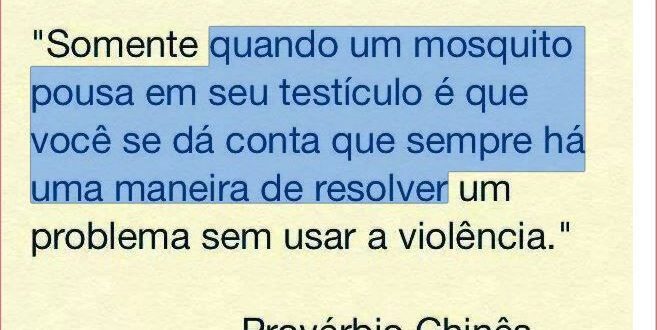 "Somente quando um mosquito
pousa em seu testículo é que
você se dá conta que sempre há
uma maneira de resolver um
problema sem usar a violência."
Provérbio Chinês